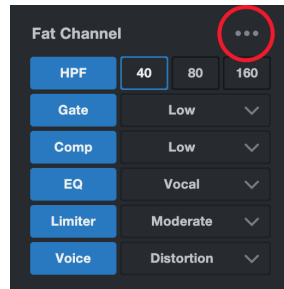 Fat Channel
HPF 40 80 160
Gate Low
Comp Low
EQ Vocal
Limiter Moderate
Voice Distortion